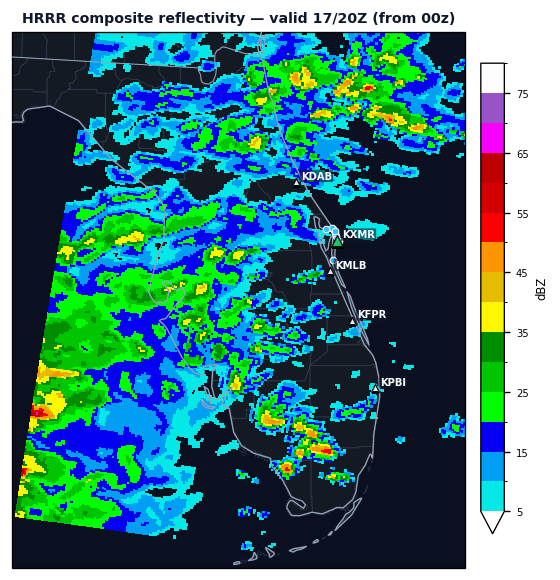 HRRR composite reflectivity — valid 17/20Z (from 00z)
KDAB
KXMR
KMLB
KFPR
KPBI
75
65
55
45
35
25
15
5
dBZ